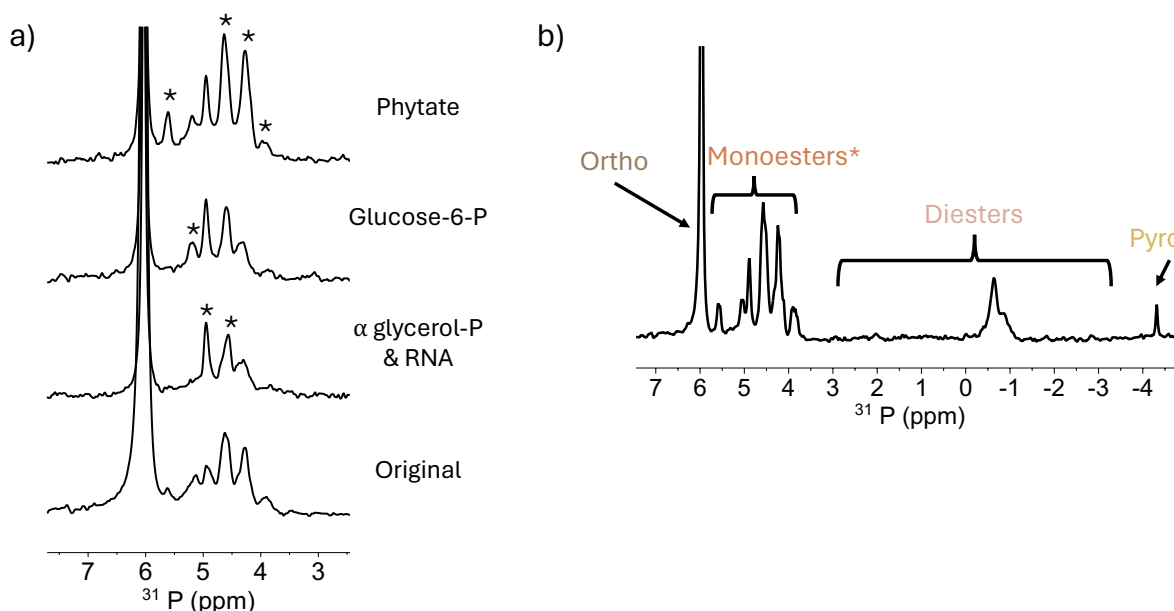 a)
*
*
*
*
Phytate
Glucose-6-P
*
*
*
α glycerol-P
& RNA
Original
7 6 5 4 3
31 P (ppm)
b)
Ortho
Monoesters*
Diesters
Pyro
7 6 5 4 3 2 1 0 -1 -2 -3 -4
31 P (ppm)